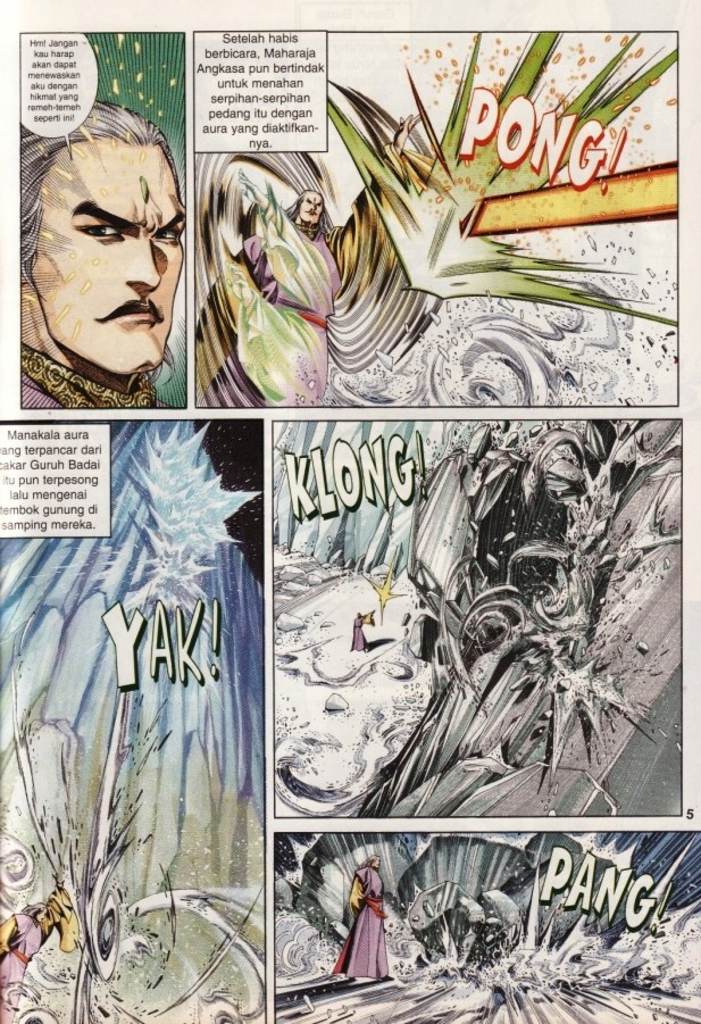 Hm! Jangan
kau harap
akan dapat
menewaskan
aku dengan
hikmat yang
remeh-temeh
seperti ini!
Setelah habis
berbicara, Maharaja
Angkasa pun bertindak
untuk menahan
serpihan-serpihan
pedang itu dengan
aura yang diaktifkan-
nya.
PONG!
Manakala aura
yang terpancar dari
cakar Guruh Badai
itu pun terpesong
lalu mengenai
tembok gunung di
samping mereka.
YAK!
KLONG!
5
PANG!